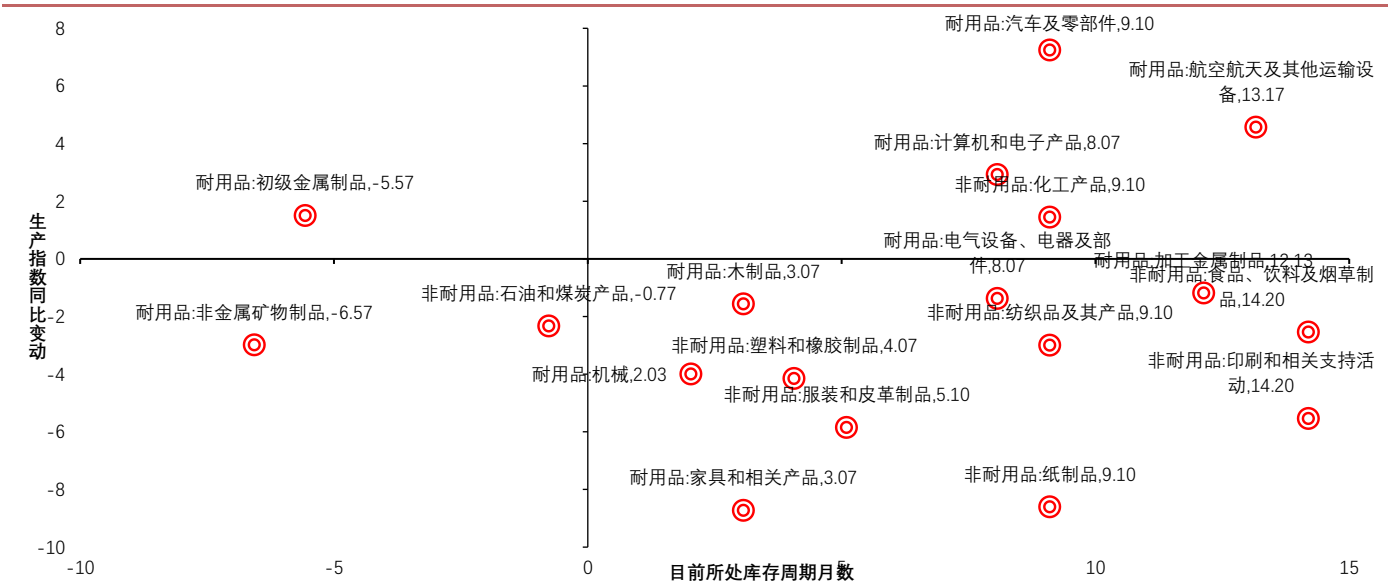 8
耐用品:汽车及零部件,9.10
6
耐用品:航空航天及其他运输设
备,13.17
4
耐用品:计算机和电子产品,8.07
2
耐用品:初级金属制品,-5.57
非耐用品:化工产品,9.10
生产指数同比变动
0
耐用品:电气设备、电器及部
件,8.07
耐用品:加工金属制品,12.13
耐用品:木制品,3.07
非耐用品:食品、饮料及烟草制
品,14.20
非耐用品:石油和煤炭产品,-0.77
-2
耐用品:非金属矿物制品,-6.57
非耐用品:纺织品及其产品,9.10
非耐用品:塑料和橡胶制品,4.07
非耐用品:印刷和相关支持活
动,14.20
-4
耐用品:机械,2.03
非耐用品:服装和皮革制品,5.10
-6
耐用品:家具和相关产品,3.07
非耐用品:纸制品,9.10
-8
-10
-10
-5
0
5
10
15
目前所处库存周期月数